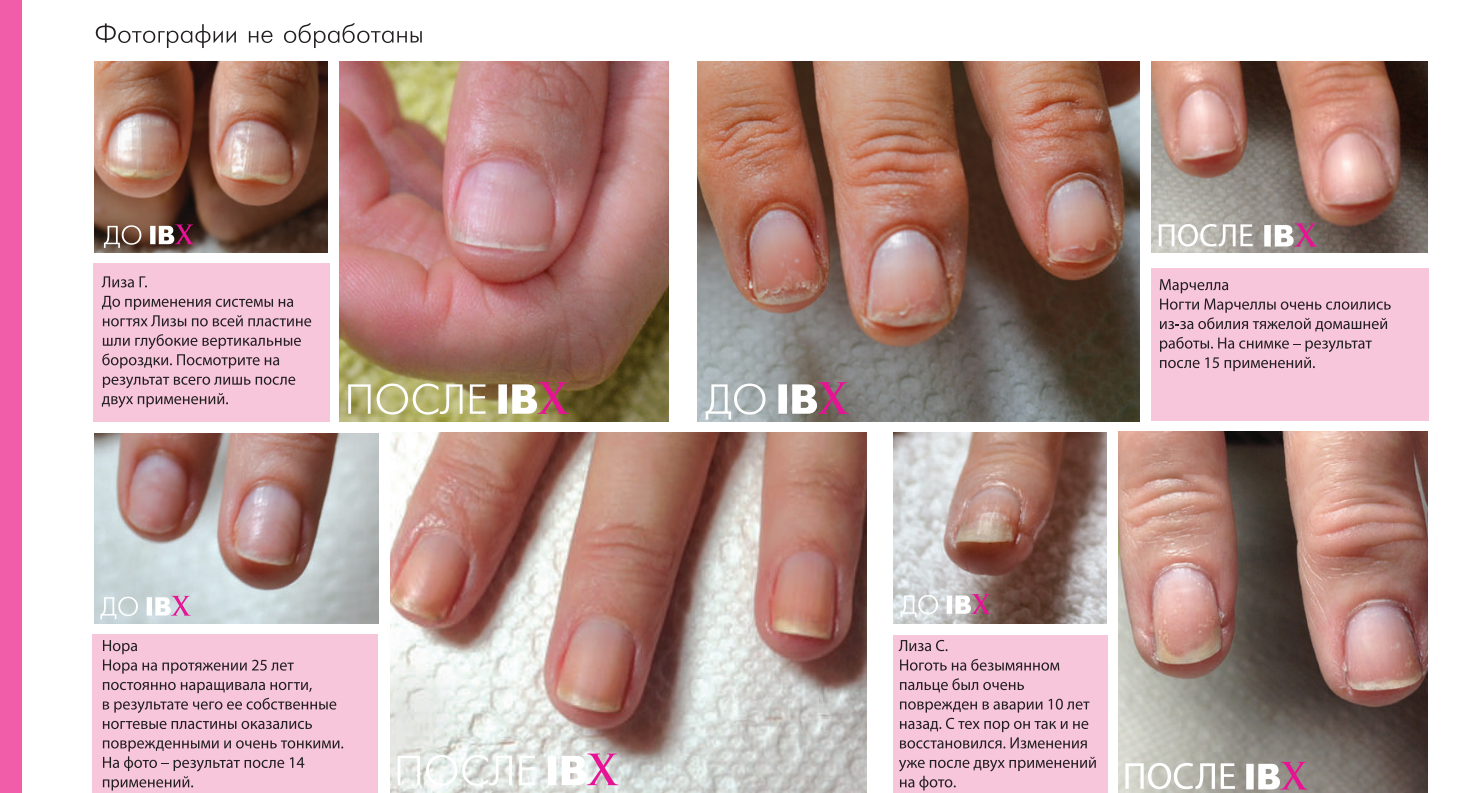 Фотографии не обработаны
ДО IBX
Лиза Г.
До применения системы на
ногтях Лизы по всей пластине
шли глубокие вертикальные
бороздки. Посмотрите на
результат всего лишь после
двух применений.
ПОСЛЕ IBX
ДО IBX
ПОСЛЕ IBX
Марчелла
Ногти Марчеллы очень слоились
из-за обилия тяжелой домашней
работы. На снимке – результат
после 15 применений.
ДО IBX
Нора
Нора на протяжении 25 лет
постоянно наращивала ногти,
в результате чего ее собственные
ногтевые пластины оказались
поврежденными и очень тонкими.
На фото – результат после 14
применений.
ПОСЛЕ IBX
ДО IBX
Лиза С.
Ноготь на безымянном
пальце был очень
поврежден в аварии 10 лет
назад. С тех пор он так и не
восстановился. Изменения
уже после двух применений
на фото.
ПОСЛЕ IBX